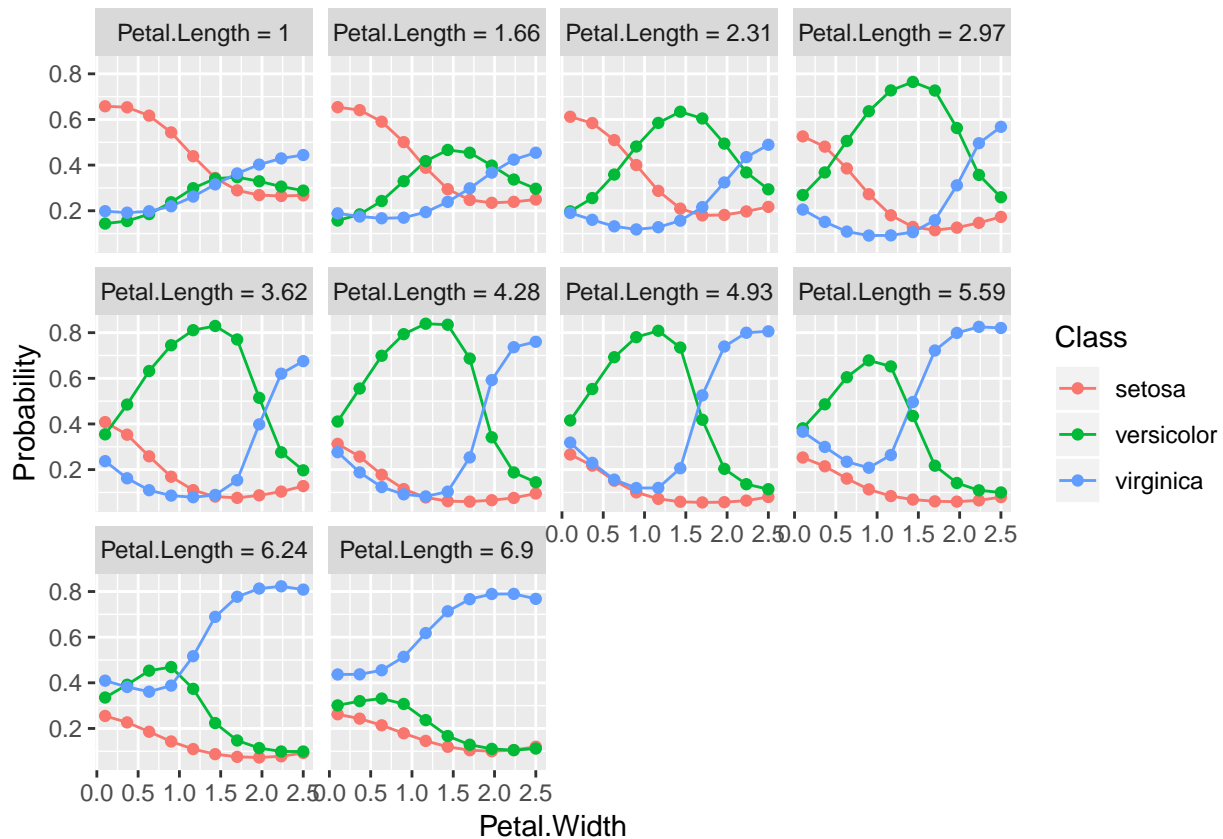 Petal.Length = 1
Petal.Length = 1.66
Petal.Length = 2.31
Petal.Length = 2.97
0.8
0.6
0.4
0.2
Petal.Length = 3.62
Petal.Length = 4.28
Petal.Length = 4.93
Petal.Length = 5.59
0.8
0.6
0.4
0.2
0.0 0.5 1.0 1.5 2.0 2.5
0.0 0.5 1.0 1.5 2.0 2.5
Petal.Length = 6.24
Petal.Length = 6.9
0.8
0.6
0.4
0.2
0.0 0.5 1.0 1.5 2.0 2.5
0.0 0.5 1.0 1.5 2.0 2.5
Petal.Width
Probability
Class
setosa
versicolor
virginica